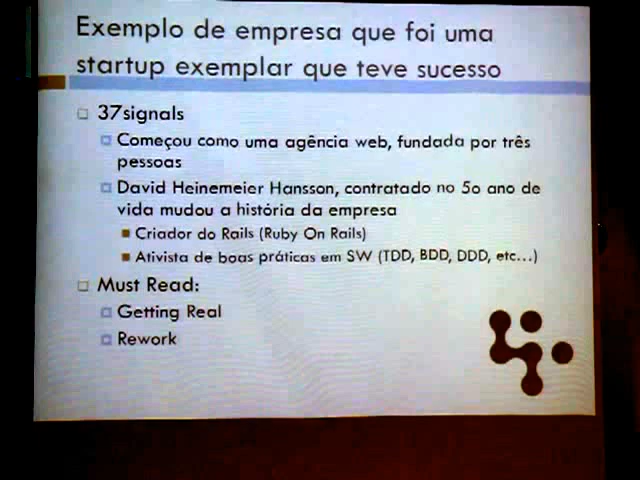 Exemplo de empresa que foi uma
startup exemplar que teve sucesso
37signals
Começou como uma agência web, fundada por três
pessoas
David Heinemeier Hansson, contratado no 5o ano de
vida mudou a história da empresa
Criador do Rails (Ruby On Rails)
Ativista de boas práticas em SW (TDD, BDD, DDD, etc...)
Must Read:
Getting Real
Rework